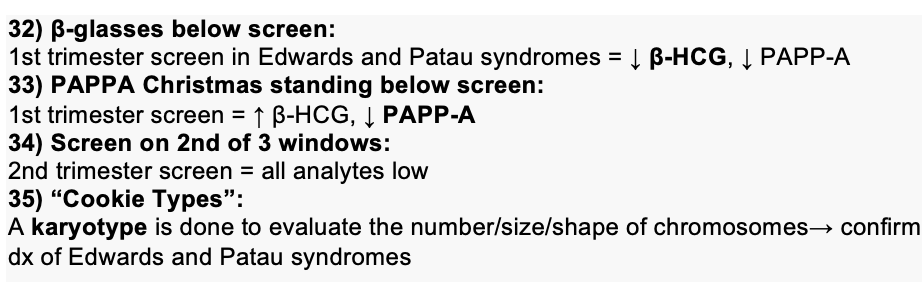 32) β-glasses below screen:
1st trimester screen in Edwards and Patau syndromes = ↓ β-HCG, ↓ PAPP-A
33) PAPPA Christmas standing below screen:
1st trimester screen = ↑ β-HCG, ↓ PAPP-A
34) Screen on 2nd of 3 windows:
2nd trimester screen = all analytes low
35) “Cookie Types”:
A karyotype is done to evaluate the number/size/shape of chromosomes→ confirm
dx of Edwards and Patau syndromes